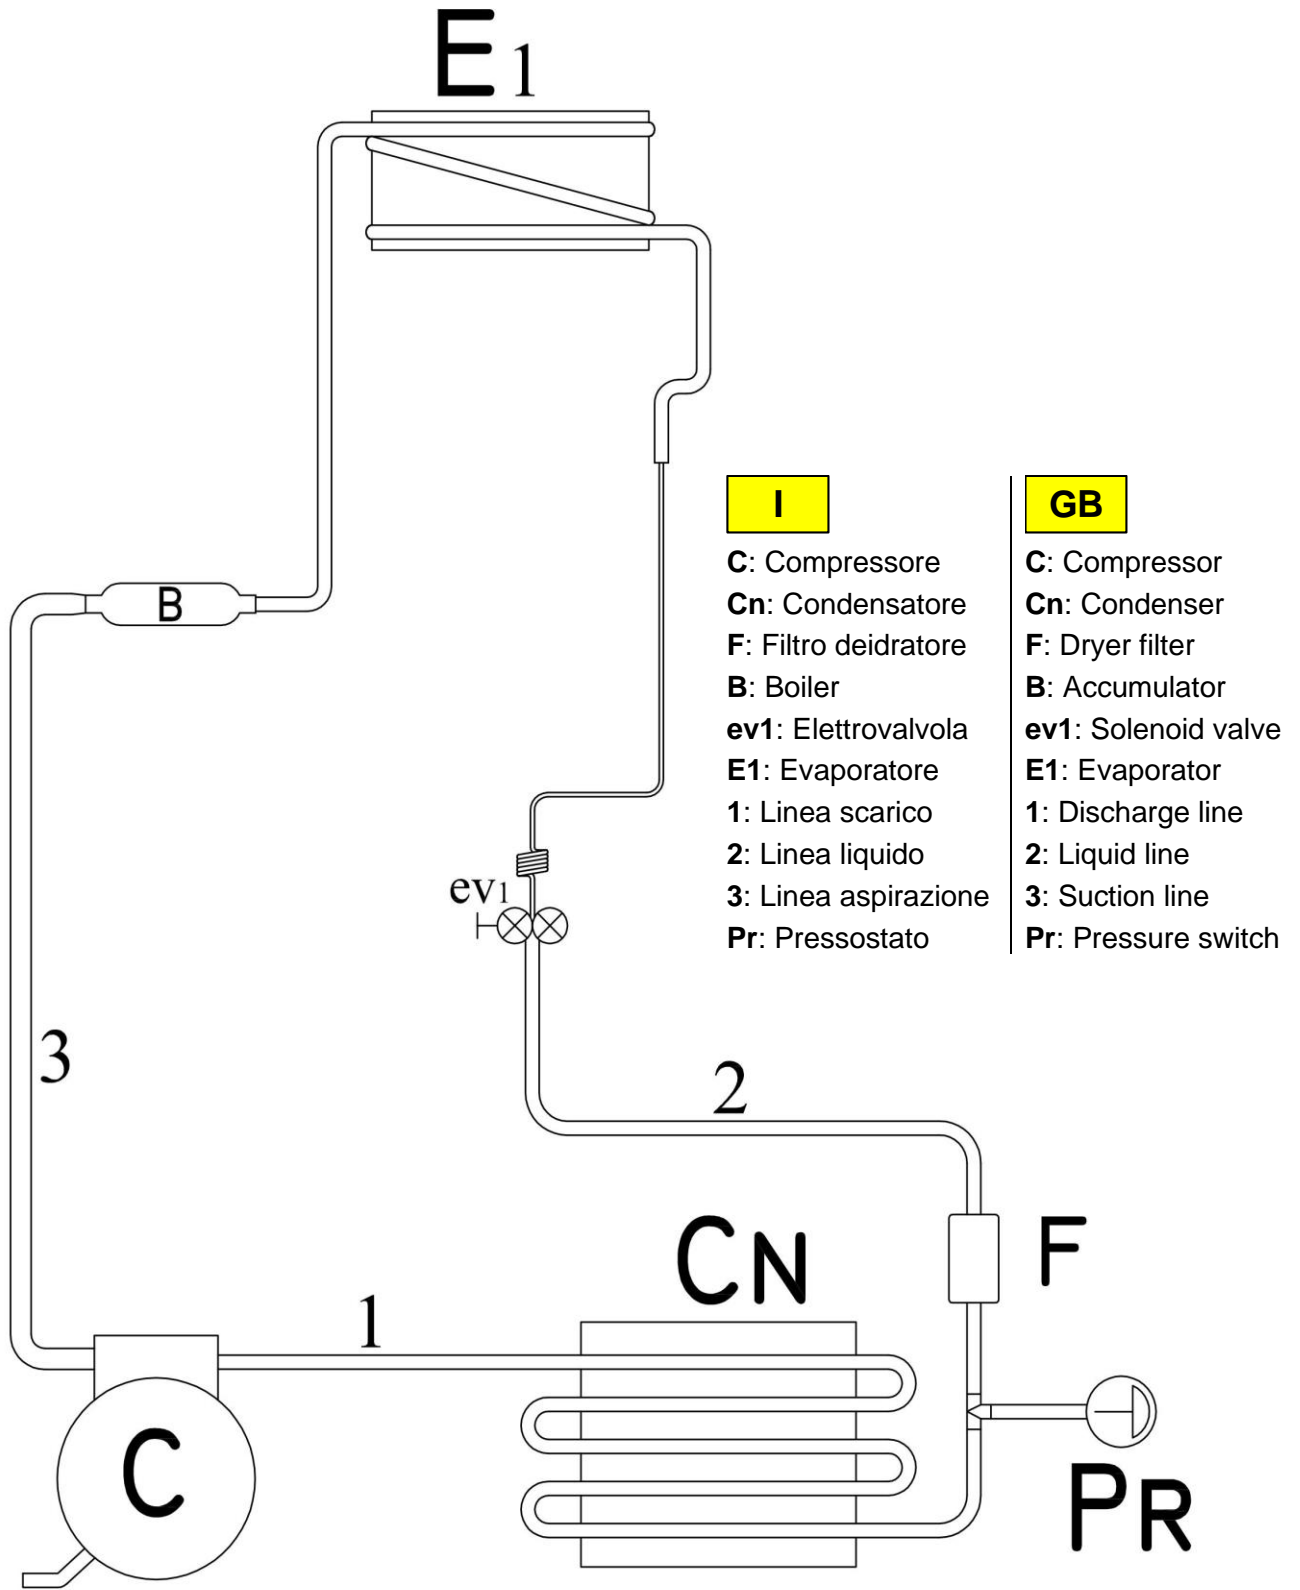 E1
I
C: Compressore
Cn: Condensatore
F: Filtro deidratore
B: Boiler
ev1: Elettrovalvola
E1: Evaporatore
1: Linea scarico
2: Linea liquido
3: Linea aspirazione
Pr: Pressostato
GB
C: Compressor
Cn: Condenser
F: Dryer filter
B: Accumulator
ev1: Solenoid valve
E1: Evaporator
1: Discharge line
2: Liquid line
3: Suction line
Pr: Pressure switch
B
ev1
3
2
CN
F
1
C
PR